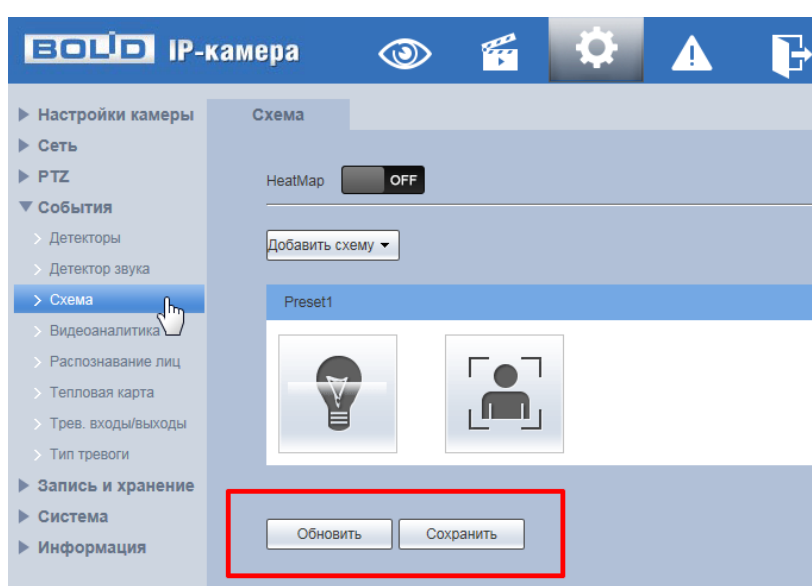 BOLID IP-камера
Настройки камеры
Сеть
PTZ
События
Детекторы
Детектор звука
Схема
Видеоаналитика
Распознавание лиц
Тепловая карта
Трев. входы/выходы
Тип тревоги
Запись и хранение
Система
Информация
Схема
HeatMap OFF
Добавить схему
Preset1
Обновить Сохранить